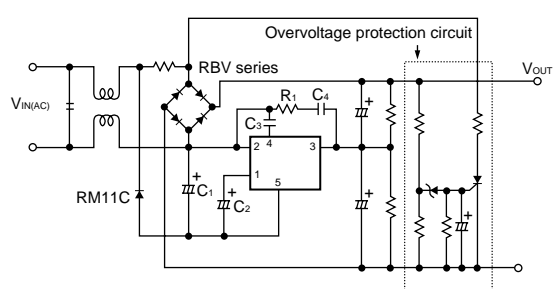 Overvoltage protection circuit
RBV series
VOUT
VIN(AC)
R1
C4
C3
4
2
3
1
5
RM11C
C1
C2
+
+
+
+
+